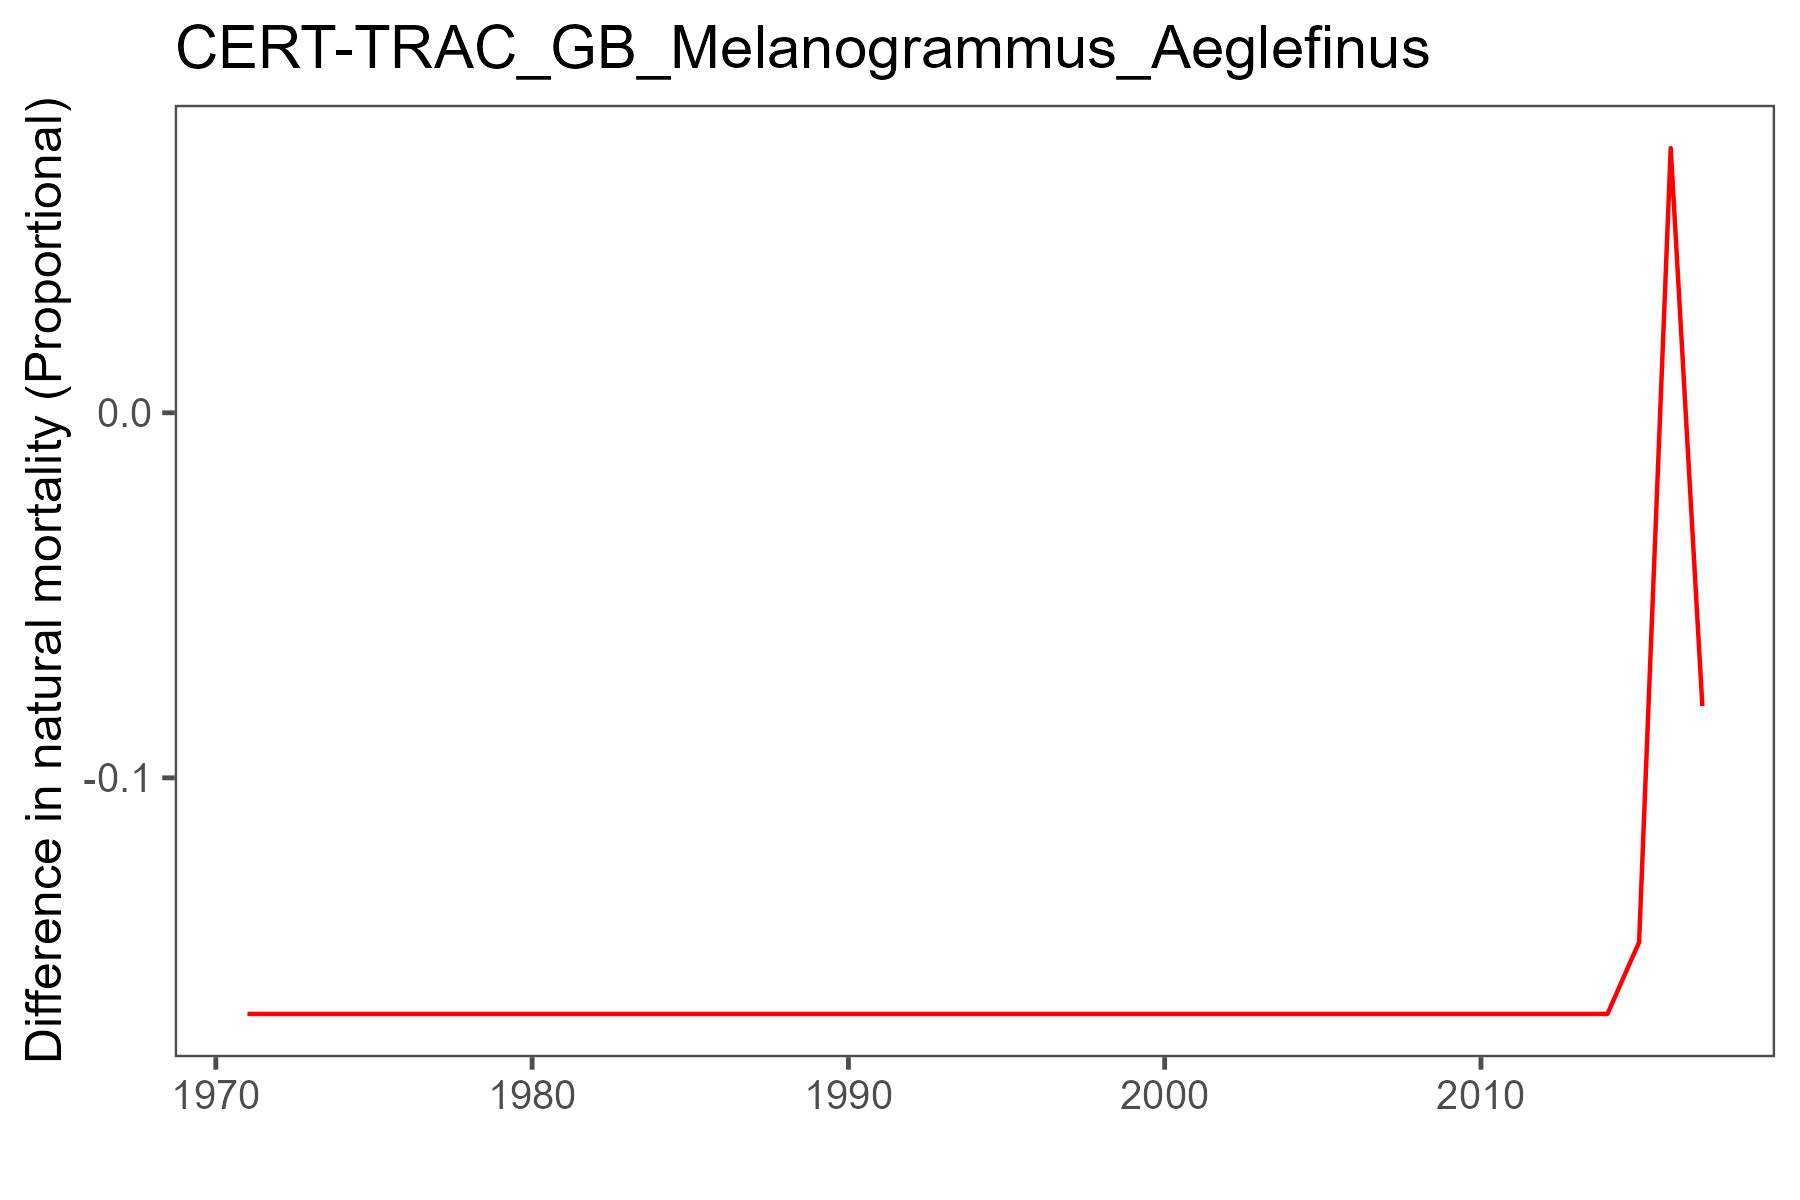 CERT-TRAC_GB_Melanogrammus_Aeglefinus
Difference in natural mortality (Proportional)
0.0
-0.1
1970 1980 1990 2000 2010